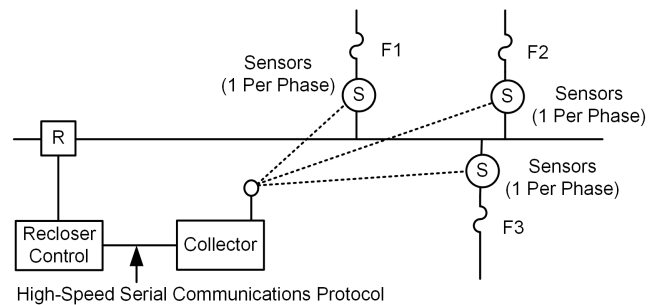 F1
F2
Sensors
(1 Per Phase)
S
S
Sensors
(1 Per Phase)
R
S
Sensors
(1 Per Phase)
F3
Recloser
Control
Collector
High-Speed Serial Communications Protocol